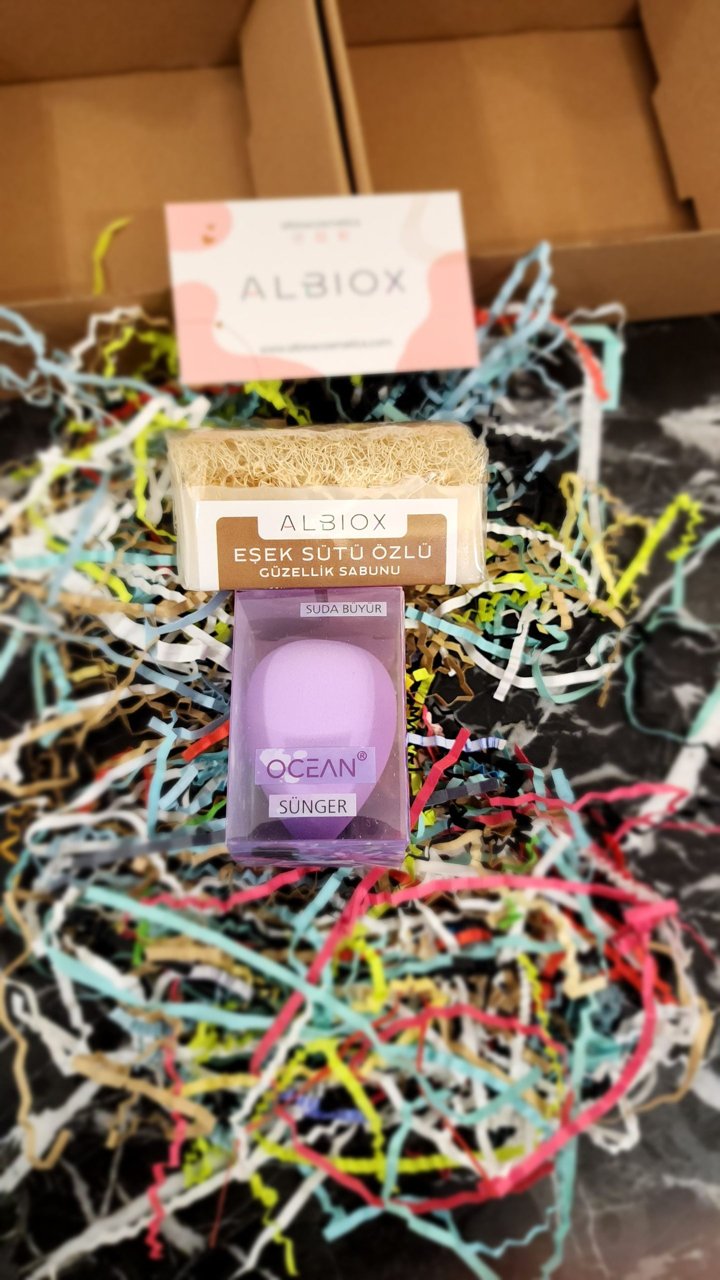 ALBIOX
ALBIOX
EŞEK SÜTÜ ÖZLÜ
GÜZELLİK SABUNU
SUDA BÜYÜR
OCEAN®
SÜNGER